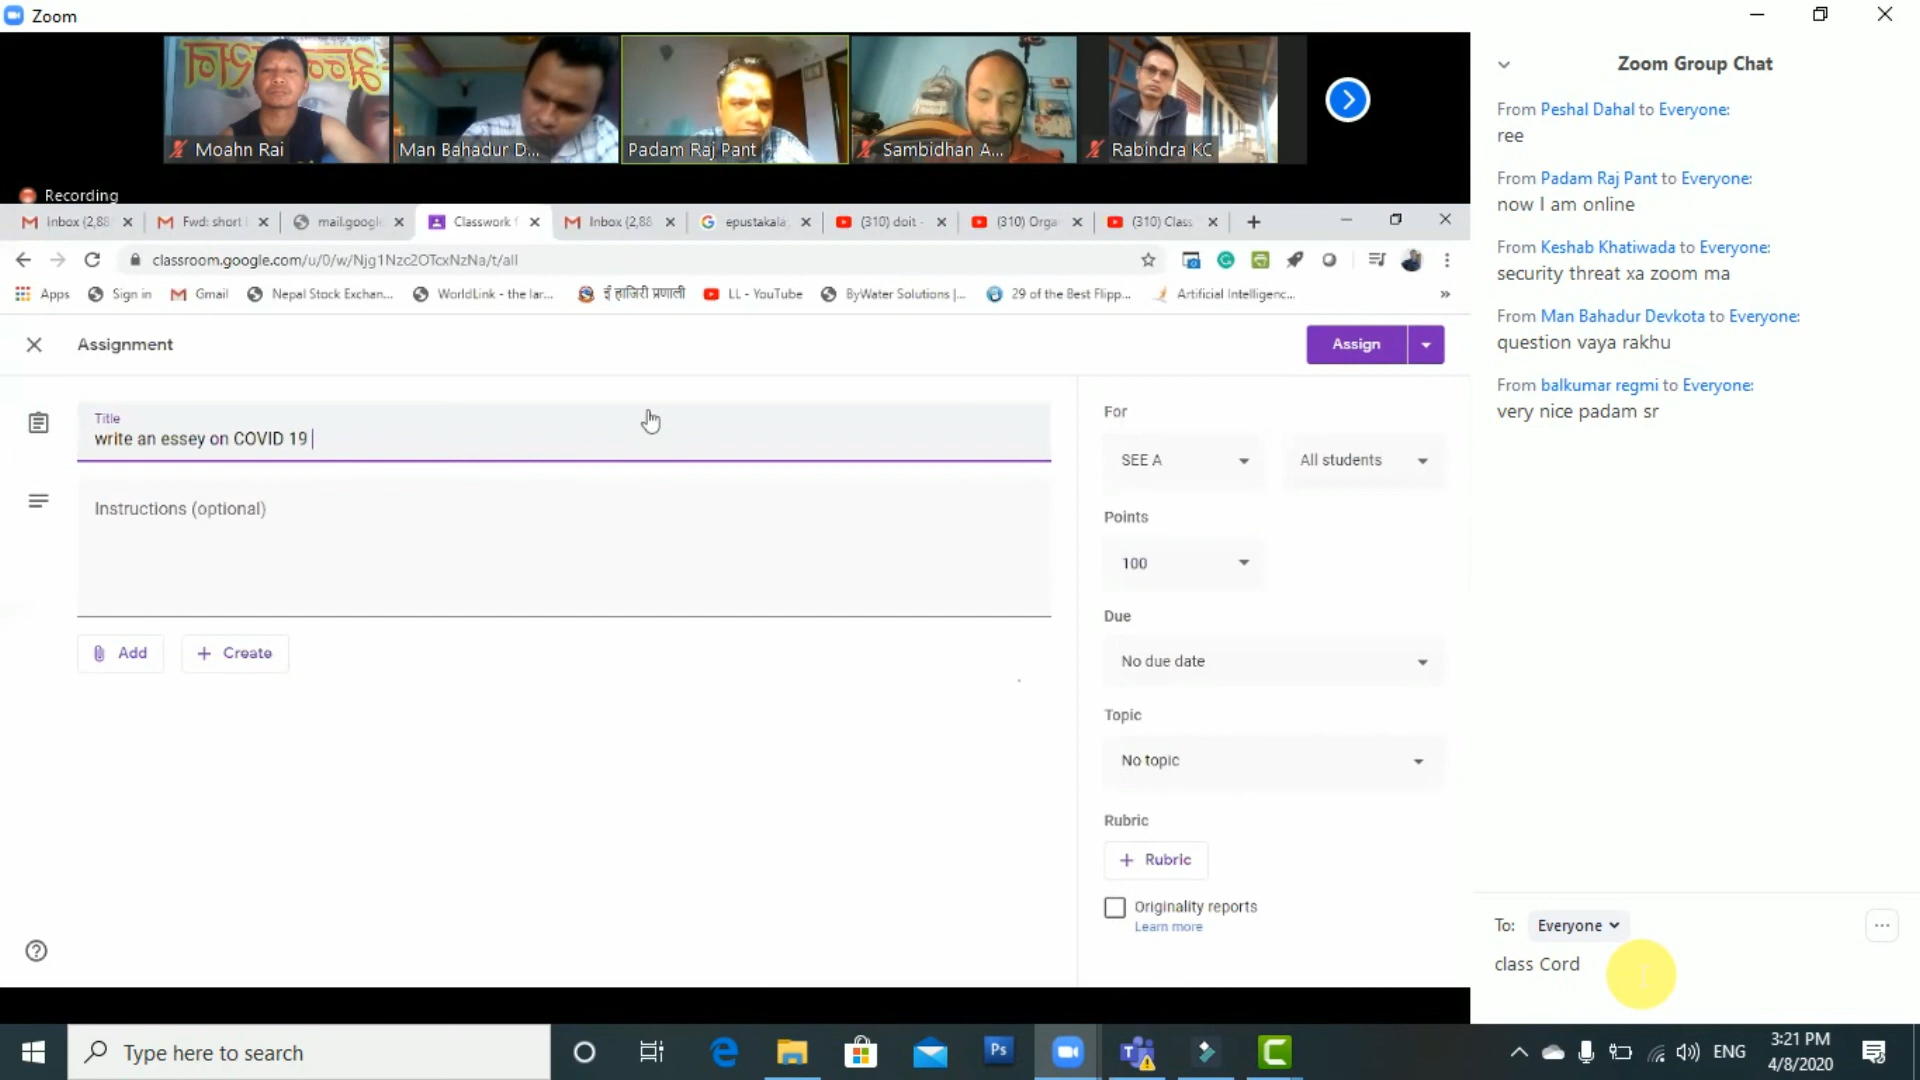 Zoom
Moahn Rai
Man Bahadur D...
Padam Raj Pant
Sambidhan A...
Rabindra KC
Recording
Inbox (2,88
Fwd: short
mail.google
Classwork f
Inbox (2,88
epustakala
(310) doit -
(310) Orga
(310) Class
classroom.google.com/u/0/w/Njg1Nzc2OTcxNzNa/t/all
Apps
Sign in
Gmail
Nepal Stock Exchan...
WorldLink - the lar...
ई हाजिरी प्रणाली
LL - YouTube
ByWater Solutions |...
29 of the Best Flipp...
Artificial Intelligenc...
»
Assignment
Assign
Title
write an essey on COVID 19
Instructions (optional)
Add
+ Create
For
SEE A
All students
Points
100
Due
No due date
Topic
No topic
Rubric
+ Rubric
Originality reports
Learn more
Zoom Group Chat
From Peshal Dahal to Everyone:
ree
From Padam Raj Pant to Everyone:
now I am online
From Keshab Khatiwada to Everyone:
security threat xa zoom ma
From Man Bahadur Devkota to Everyone:
question vaya rakhu
From balkumar regmi to Everyone:
very nice padam sr
To: Everyone
class Cord
Type here to search
Ps
ENG
3:21 PM
4/8/2020